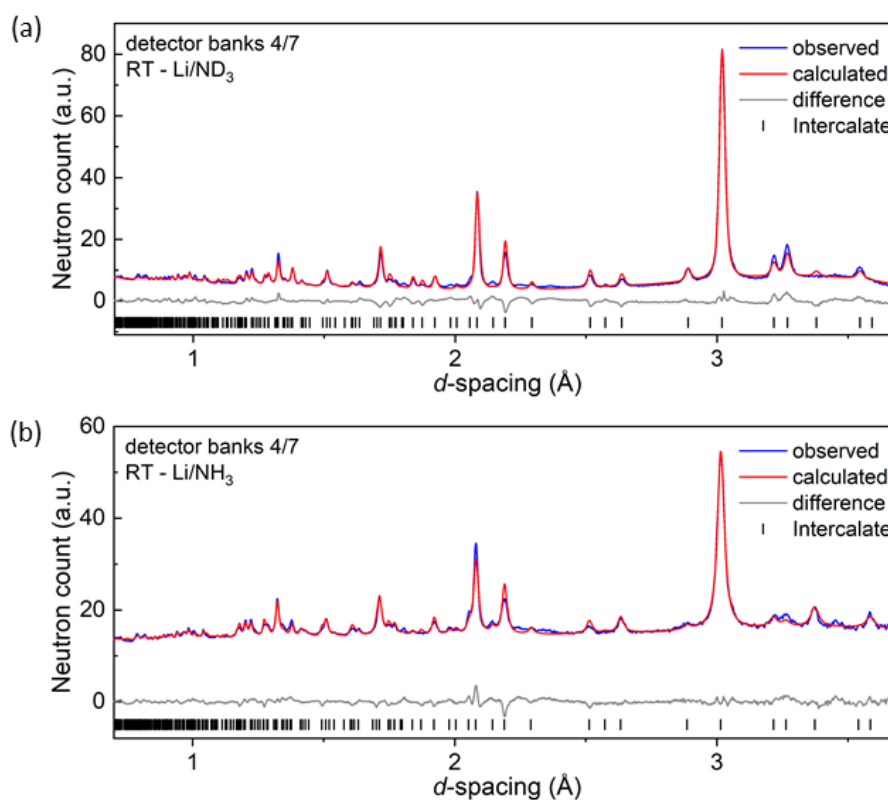 (a)
detector banks 4/7
RT - Li/ND₃
observed
calculated
difference
Intercalate
Neutron count (a.u.)
80
60
40
20
0
1
2
3
d-spacing (Å)
(b)
detector banks 4/7
RT - Li/NH₃
observed
calculated
difference
Intercalate
Neutron count (a.u.)
60
40
20
0
1
2
3
d-spacing (Å)